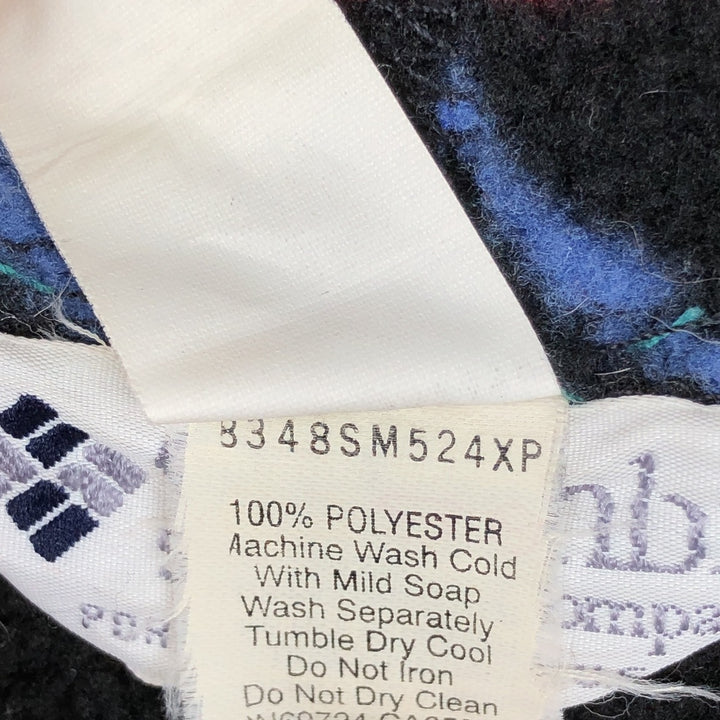 8348SM524XP
100% POLYESTER
Machine Wash Cold
With Mild Soap
Wash Separately
Tumble Dry Cool
Do Not Iron
Do Not Dry Clean